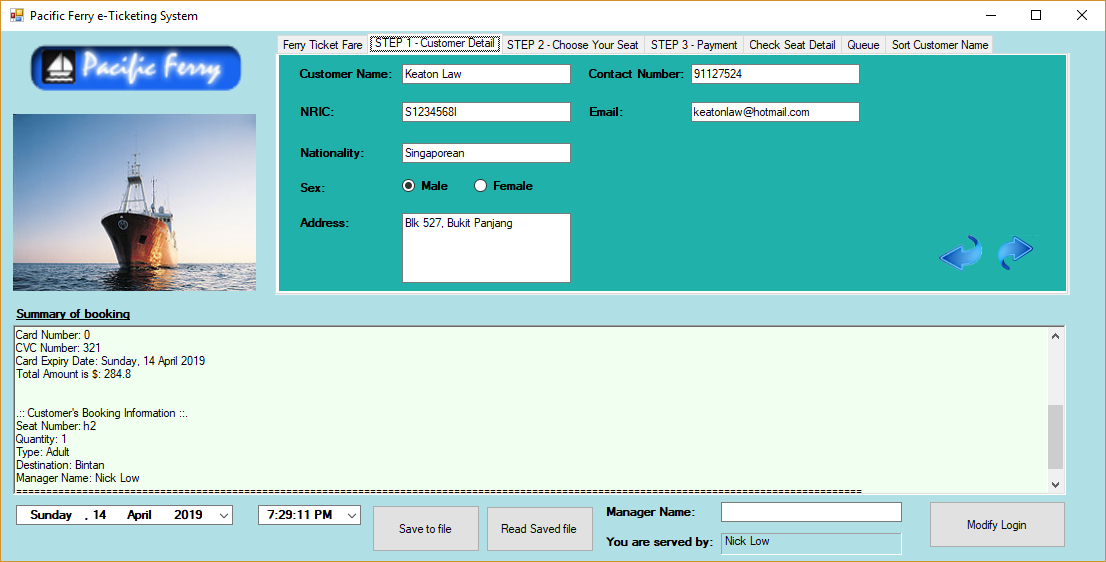 Pacific Ferry e-Ticketing System
Pacific Ferry
Ferry Ticket Fare STEP 1 - Customer Detail STEP 2 - Choose Your Seat STEP 3 - Payment Check Seat Detail Queue Sort Customer Name
Customer Name: Keaton Law Contact Number: 91127524
NRIC: S1234568I Email: keatonlaw@hotmail.com
Nationality: Singaporean
Sex: Male Female
Address: Blk 527, Bukit Panjang
Summary of booking
Card Number: 0
CVC Number: 321
Card Expiry Date: Sunday, 14 April 2019
Total Amount is $: 284.8
.:: Customer's Booking Information ::.
Seat Number: h2
Quantity: 1
Type: Adult
Destination: Bintan
Manager Name: Nick Low
Sunday , 14 April 2019 7:29:11 PM Save to file Read Saved file Manager Name: Modify Login
You are served by: Nick Low